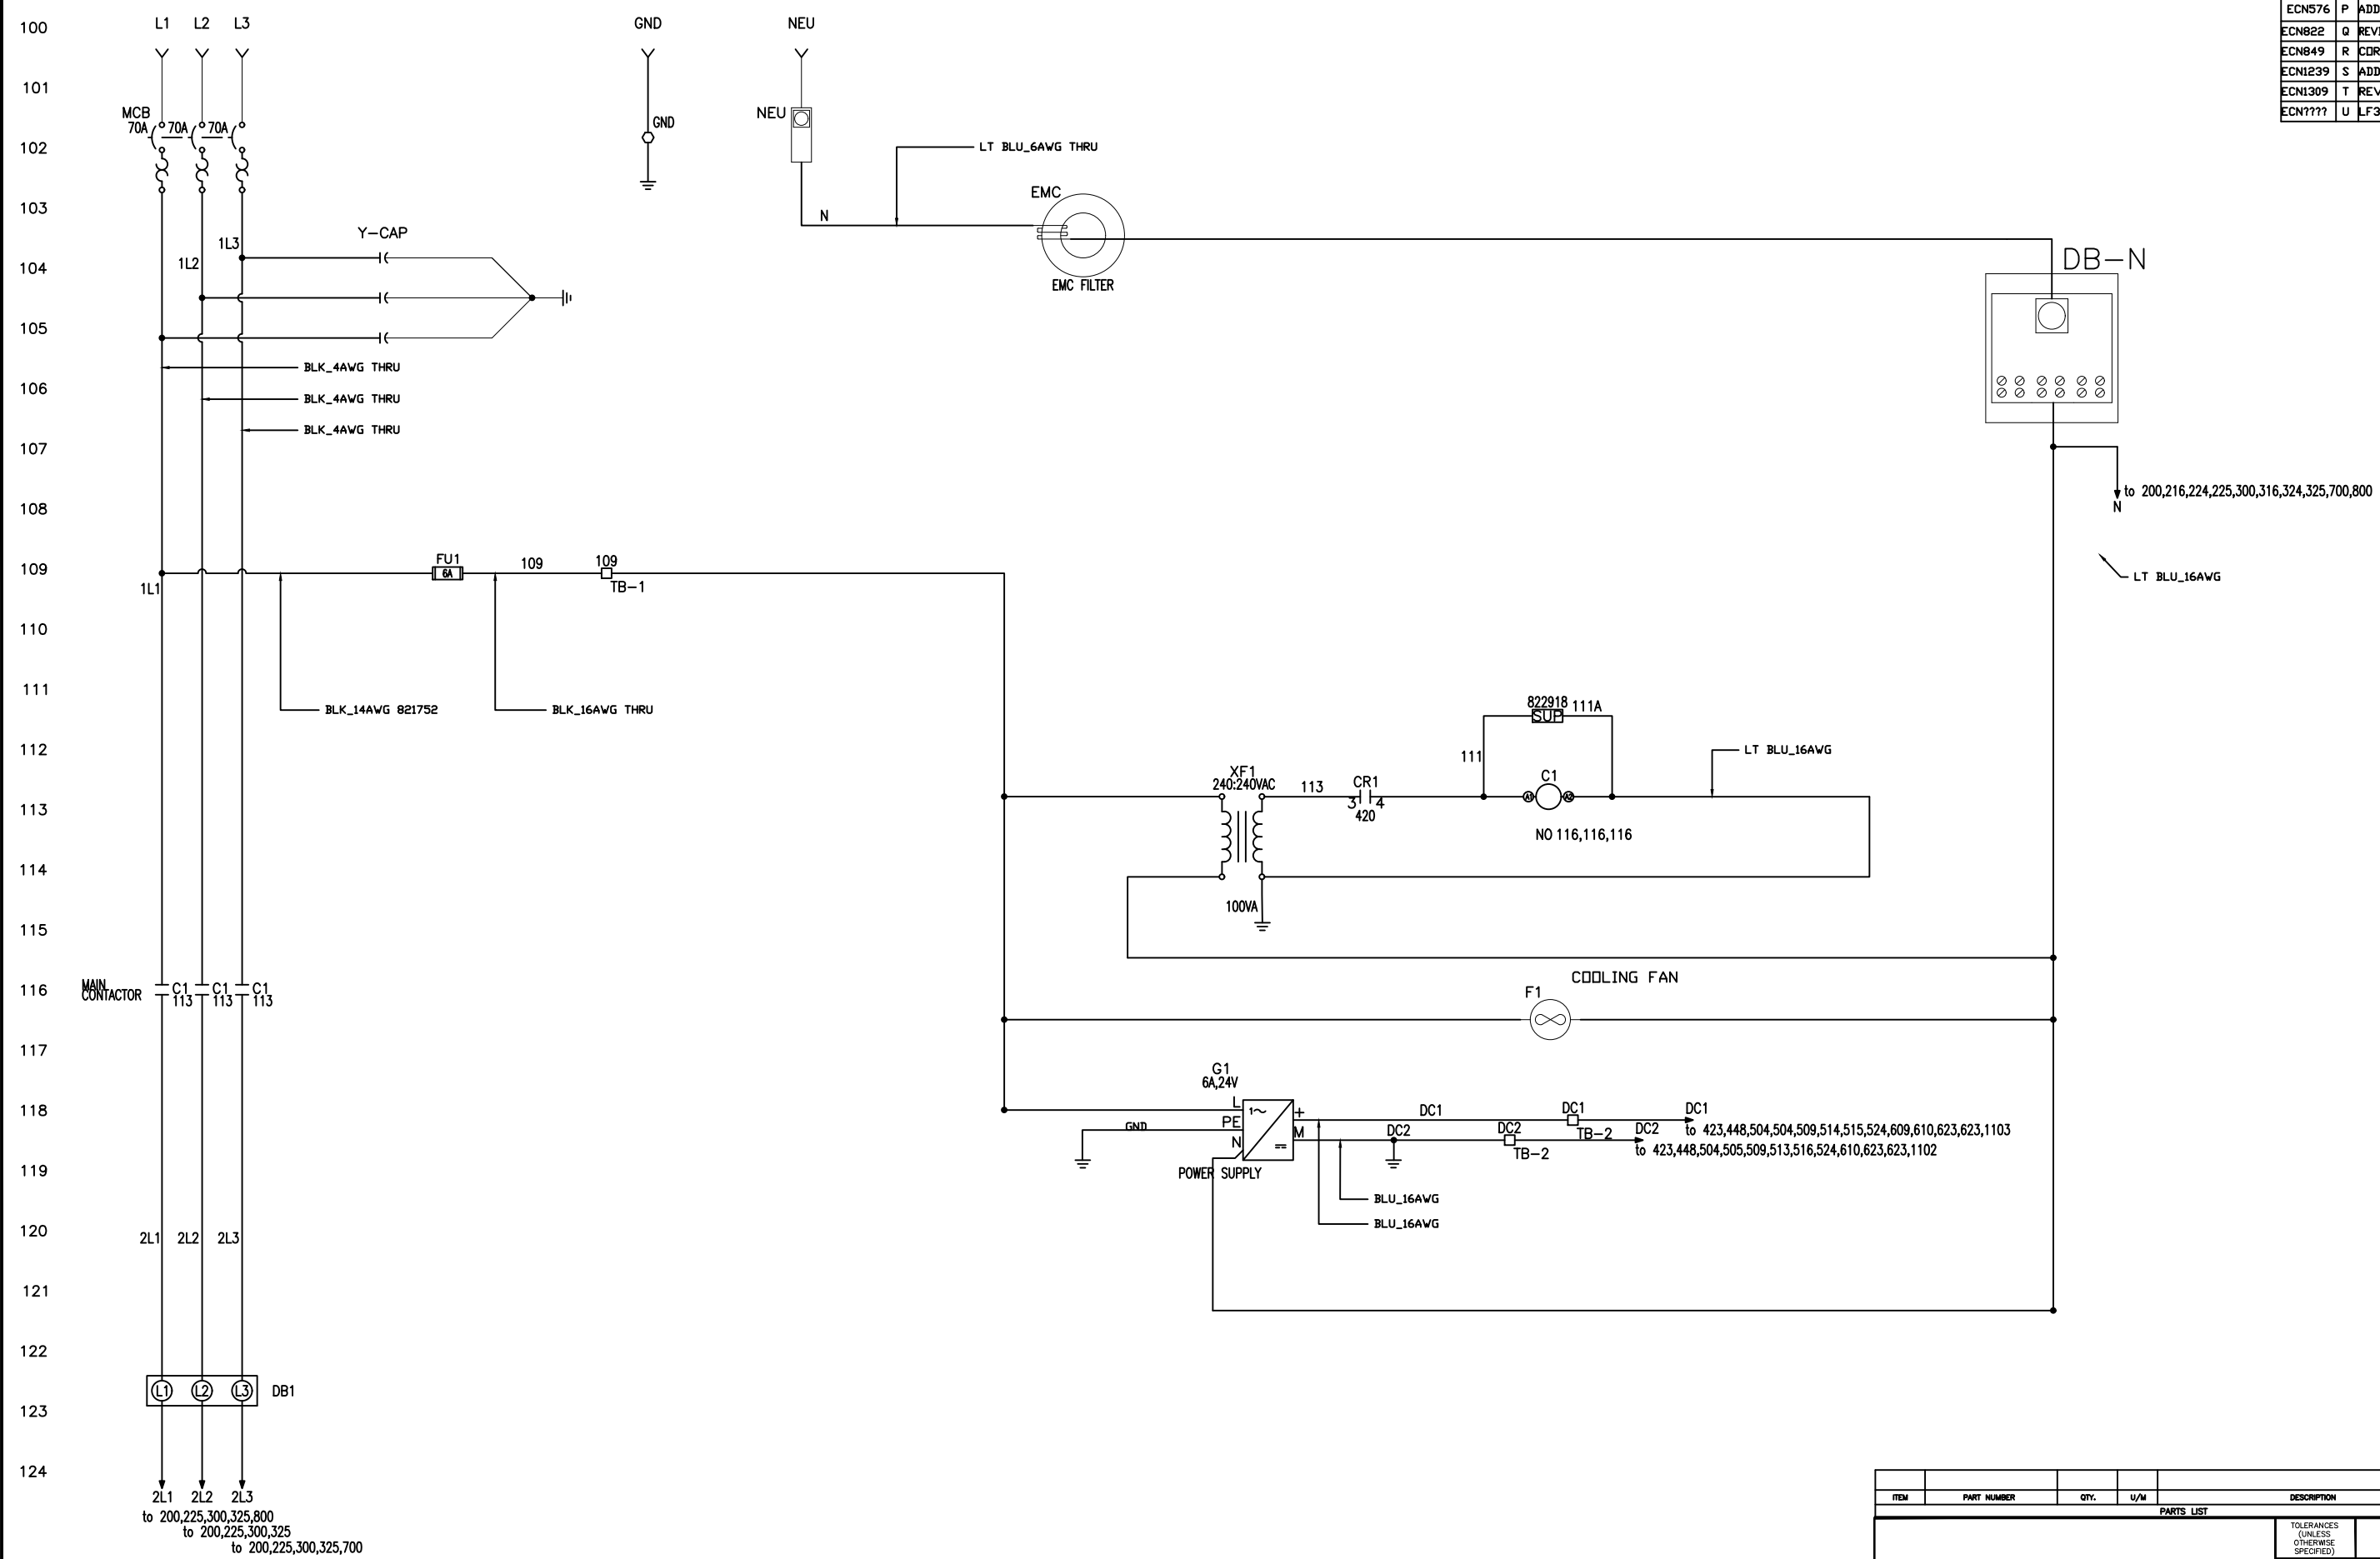 100
L1 L2 L3
GND
NEU
ECN576 P ADD
ECN822 Q
ECN849 R COR
ECN1239 S ADD
ECN1309 T REV
ECN???? U LF3
101
MCB
70A 70A 70A
GND
NEU
102
LT BLU_6AWG THRU
103
EMC
N
Y-CAP
1L3
1L2
104
EMC FILTER
DB-N
105
BLK_4AWG THRU
106
BLK_4AWG THRU
BLK_4AWG THRU
107
to 200,216,224,225,300,316,324,325,700,800
N
108
109
FU1
6A
109
109
TB-1
1L1
LT BLU_16AWG
110
111
BLK_14AWG 821752
BLK_16AWG THRU
822918
SUP
111A
112
111
LT BLU_16AWG
XF1
240:240VAC
113
CR1
3 4
420
C1
A1 A2
113
NO 116,116,116
114
100VA
115
116
MAIN
CONTACTOR
C1 C1 C1
113 113 113
COOLING FAN
F1
117
G1
6A,24V
118
L
1~
+
DC1
DC1
DC1
GND
PE
M
DC2
DC2
TB-2
to 423,448,504,504,509,514,515,524,609,610,623,623,1103
DC2
N
TB-2
to 423,448,504,505,509,513,516,524,610,623,623,1102
119
POWER SUPPLY
BLU_16AWG
120
BLU_16AWG
2L1 2L2 2L3
121
122
L1 L2 L3 DB1
123
124
2L1 2L2 2L3
to 200,225,300,325,800
to 200,225,300,325
to 200,225,300,325,700
ITEM PART NUMBER QTY. U/M DESCRIPTION
PARTS LIST
TOLERANCES
(UNLESS
OTHERWISE
SPECIFIED)